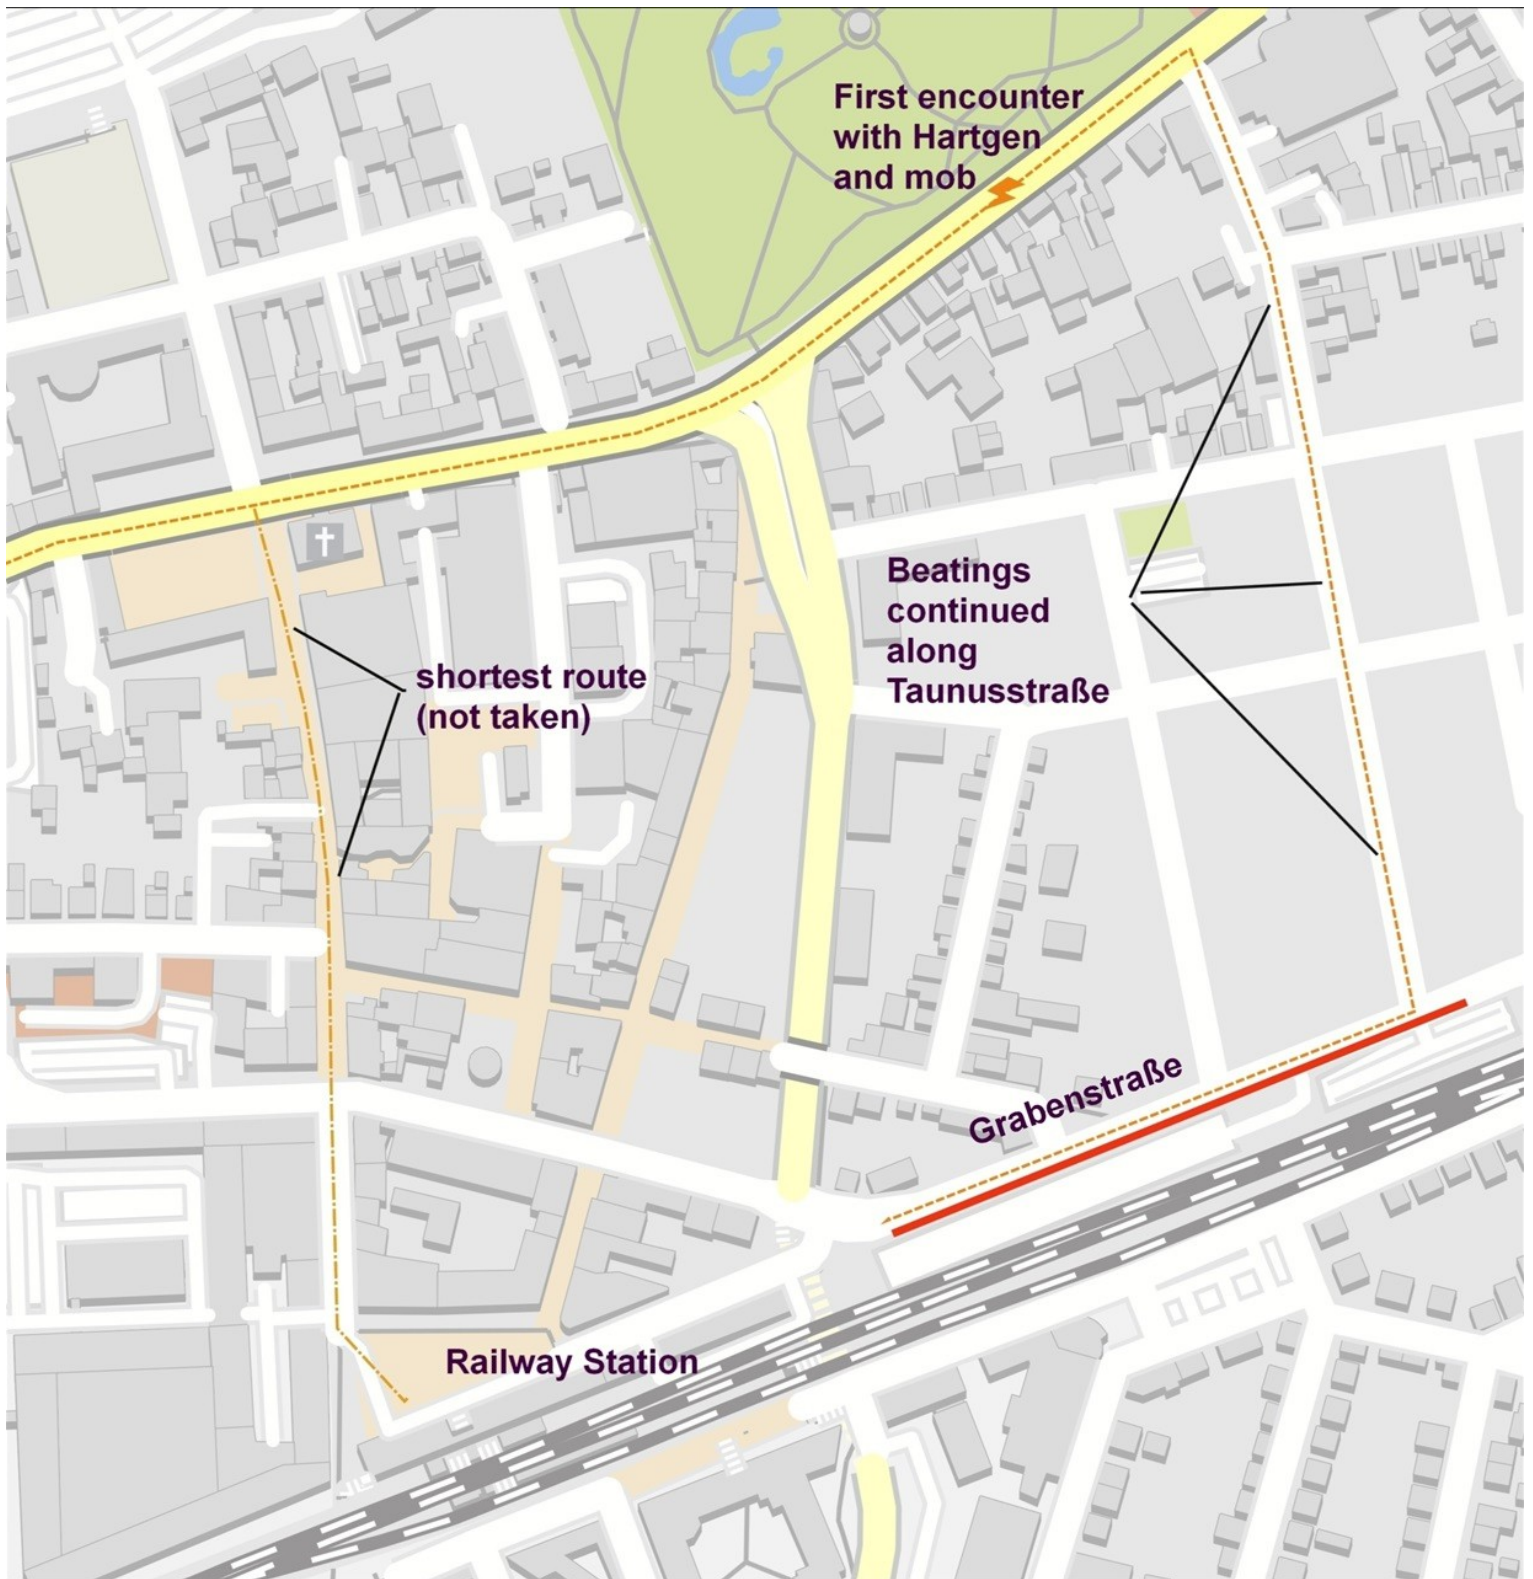 First encounter
with Hartgen
and mob
Beatings
continued
along
Taunusstraße
shortest route
(not taken)
Grabenstraße
Railway Station